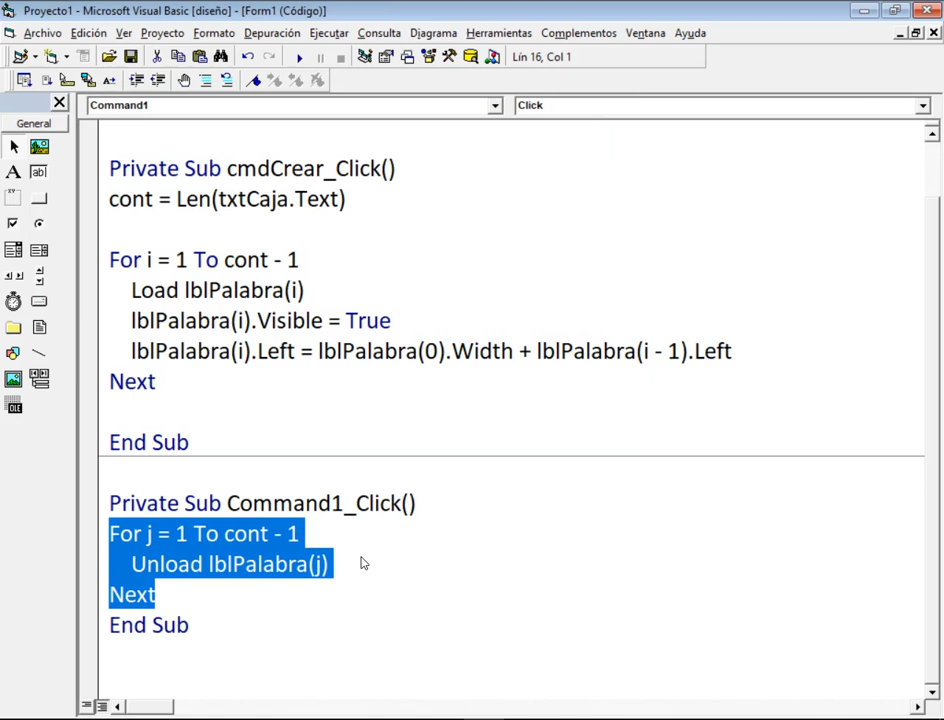 Proyecto1 - Microsoft Visual Basic [diseño] - [Form1 (Código)]
Archivo Edición Ver Proyecto Formato Depuración Ejecutar Consulta Diagrama Herramientas Complementos Ventana Ayuda
Lín 16, Col 1
General
Command1
Click
Private Sub cmdCrear_Click()
cont = Len(txtCaja.Text)
For i = 1 To cont - 1
Load lblPalabra(i)
lblPalabra(i).Visible = True
lblPalabra(i).Left = lblPalabra(0).Width + lblPalabra(i - 1).Left
Next
End Sub
Private Sub Command1_Click()
For j = 1 To cont - 1
Unload lblPalabra(j)
Next
End Sub